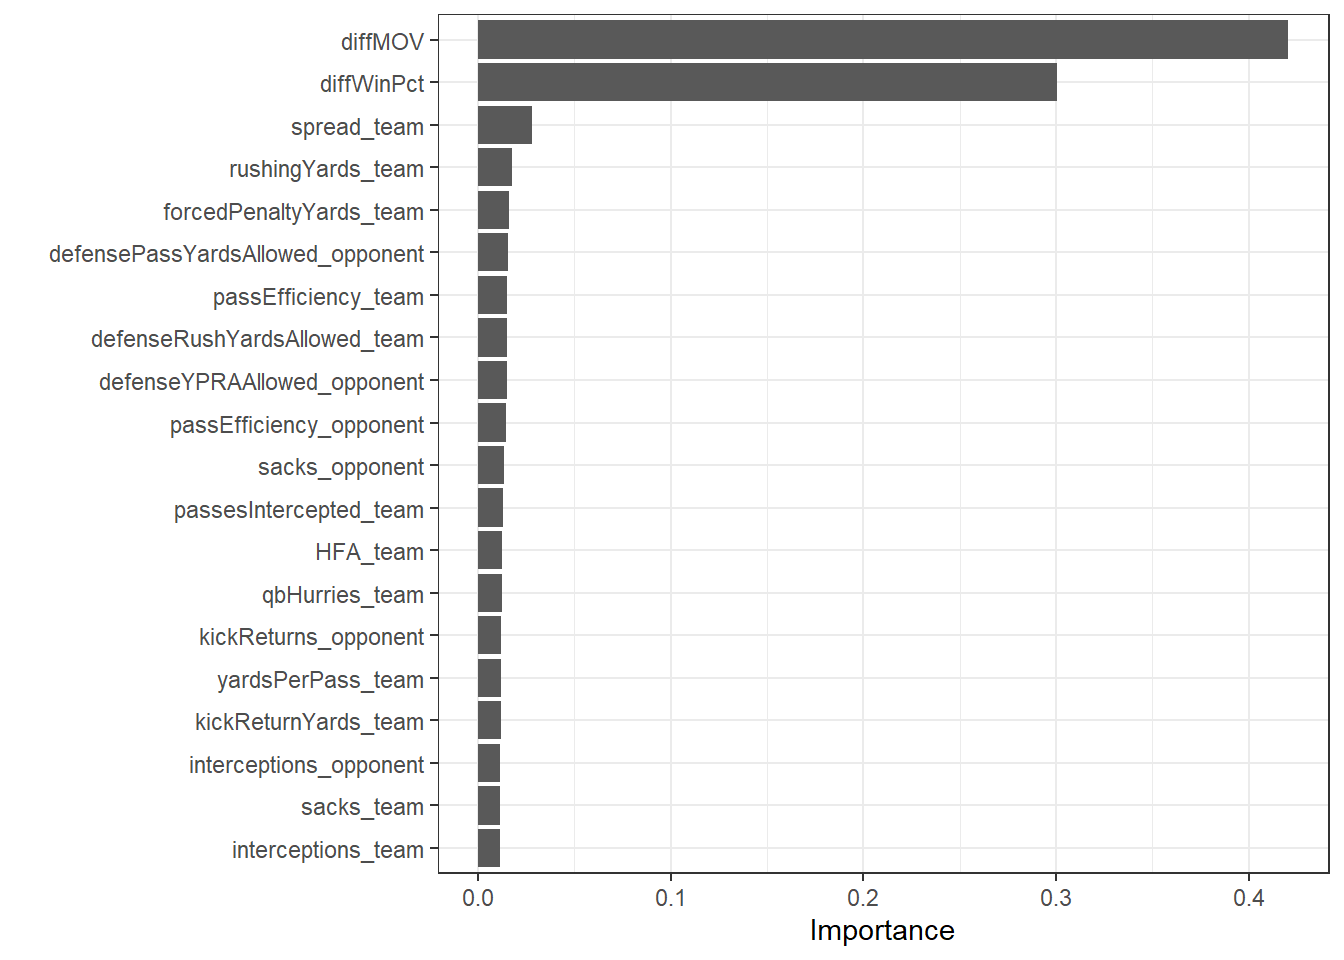 diffMOV
diffWinPct
spread_team
rushingYards_team
forcedPenaltyYards_team
defensePassYardsAllowed_opponent
passEfficiency_team
defenseRushYardsAllowed_team
defenseYPRAAllowed_opponent
passEfficiency_opponent
sacks_opponent
passesIntercepted_team
HFA_team
qbHurries_team
kickReturns_opponent
yardsPerPass_team
kickReturnYards_team
interceptions_opponent
sacks_team
interceptions_team
0.0 0.1 0.2 0.3 0.4
Importance